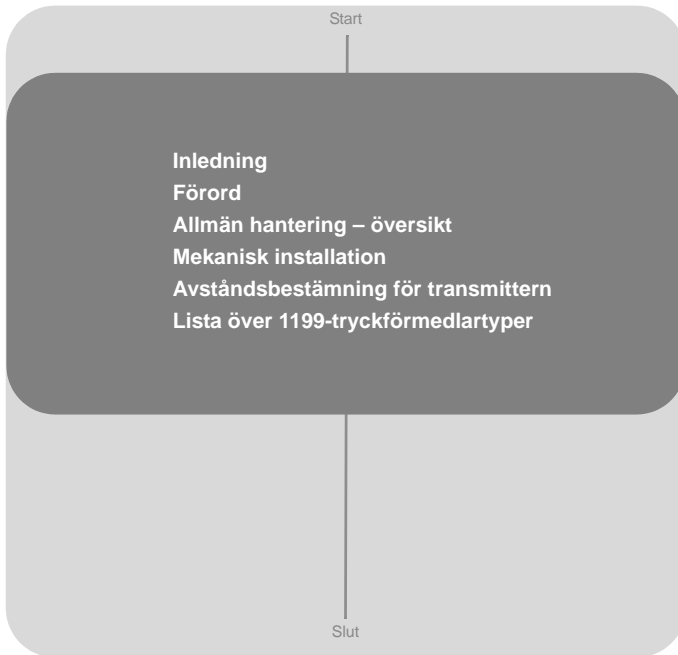 Start
Inledning
Förord
Allmän hantering – översikt
Mekanisk installation
Avståndsbestämning för transmittern
Lista över 1199-tryckförmedlartyper
Slut